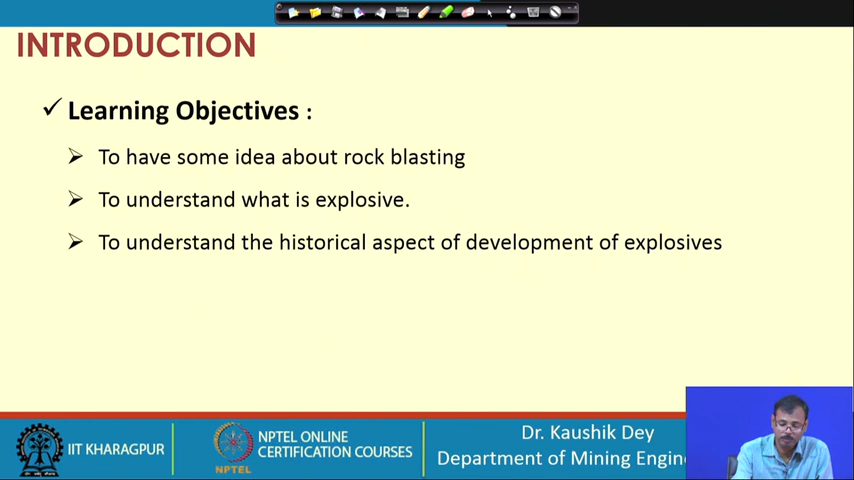 INTRODUCTION
Learning Objectives :
To have some idea about rock blasting
To understand what is explosive.
To understand the historical aspect of development of explosives
IIT KHARAGPUR
NPTEL
NPTEL ONLINE
CERTIFICATION COURSES
Dr. Kaushik Dey
Department of Mining Engine